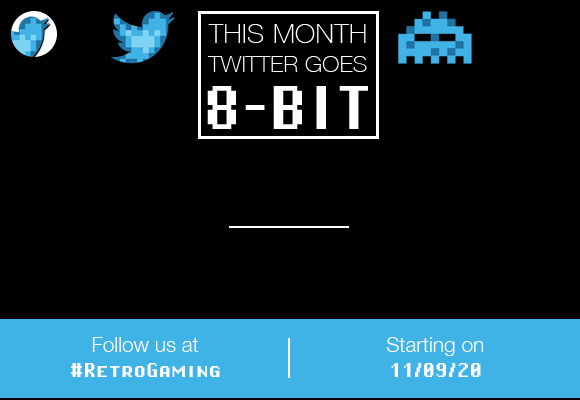 THIS MONTH
TWITTER GOES
8-BIT
Follow us at
#RetroGaming
Starting on
11/09/20